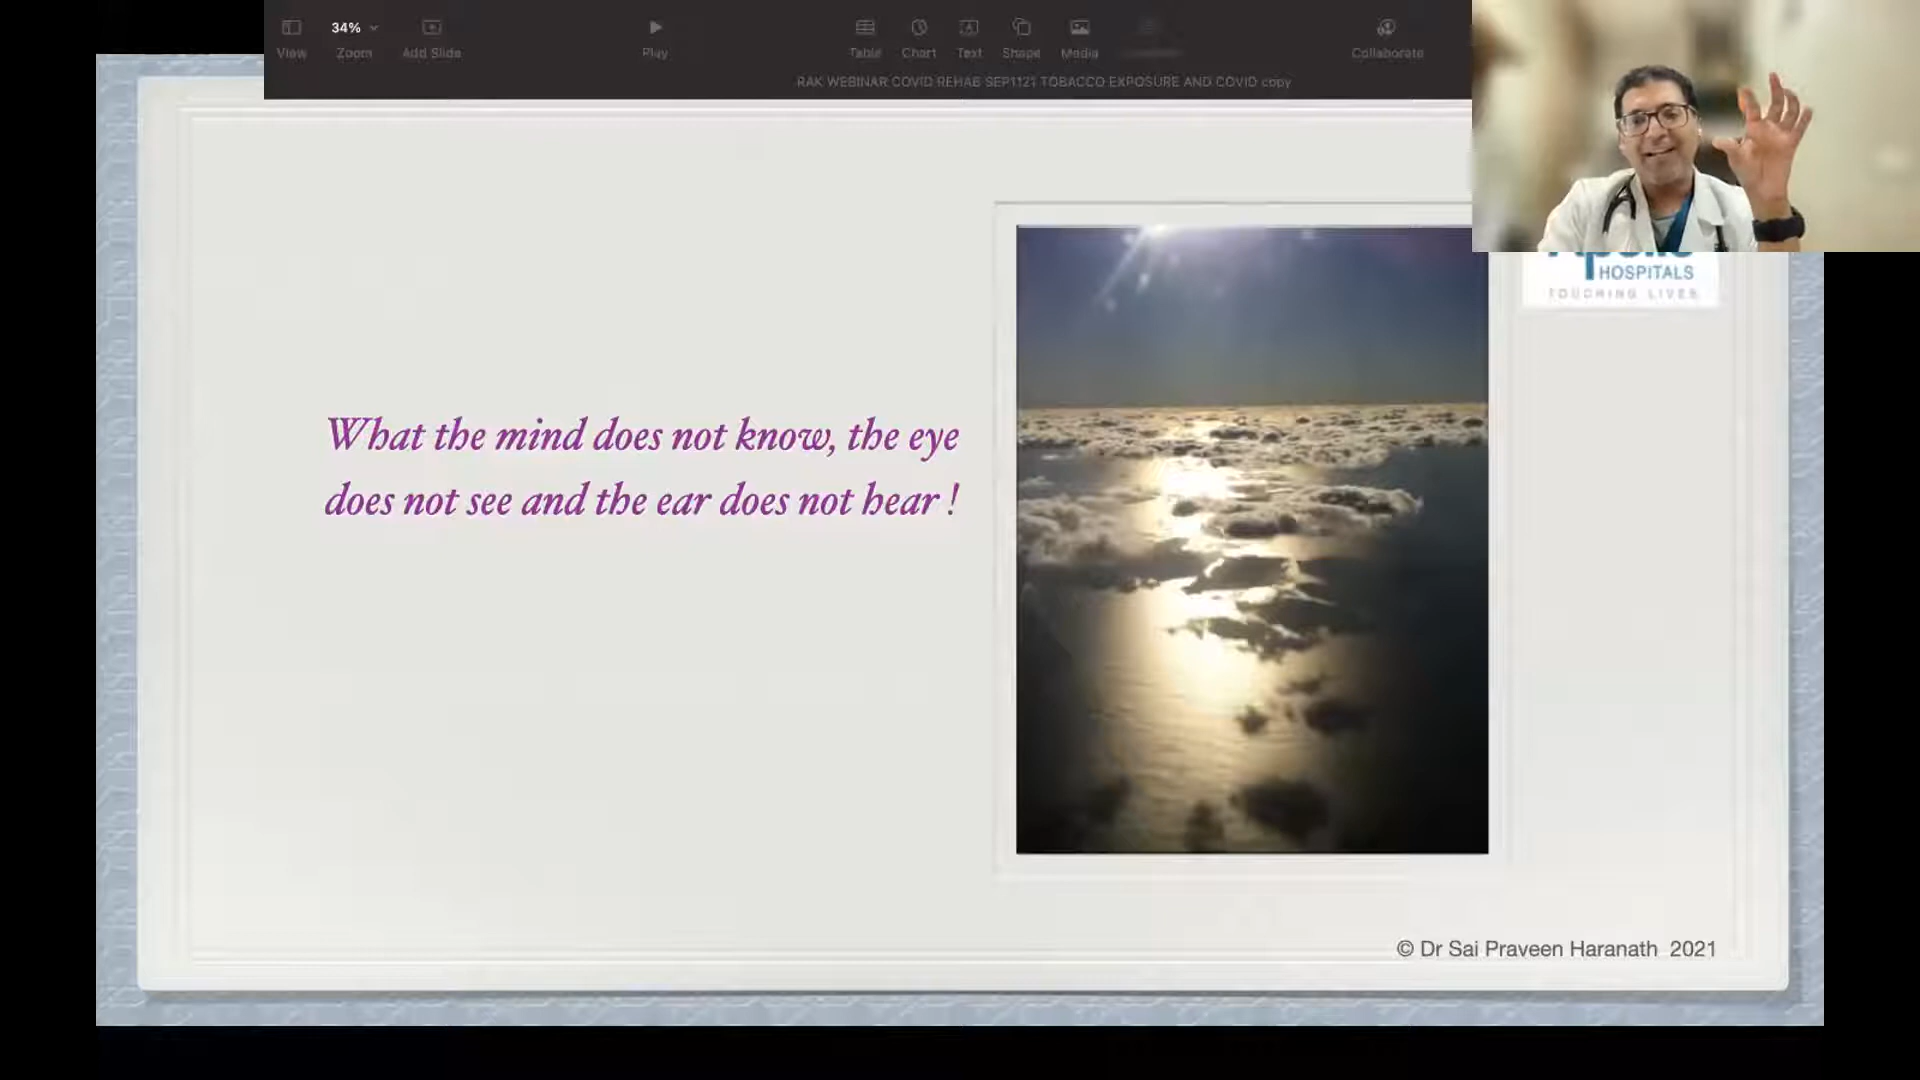 34%
View
Zoom
Add Slide
Play
Table
Chart
Text
Shape
Media
Collaborate
RAK WEBINAR COVID REHAB SEP1121 TOBACCO EXPOSURE AND COVID copy
HOSPITALS
TOUCHING LIVES
What the mind does not know, the eye
does not see and the ear does not hear !
© Dr Sai Praveen Haranath 2021